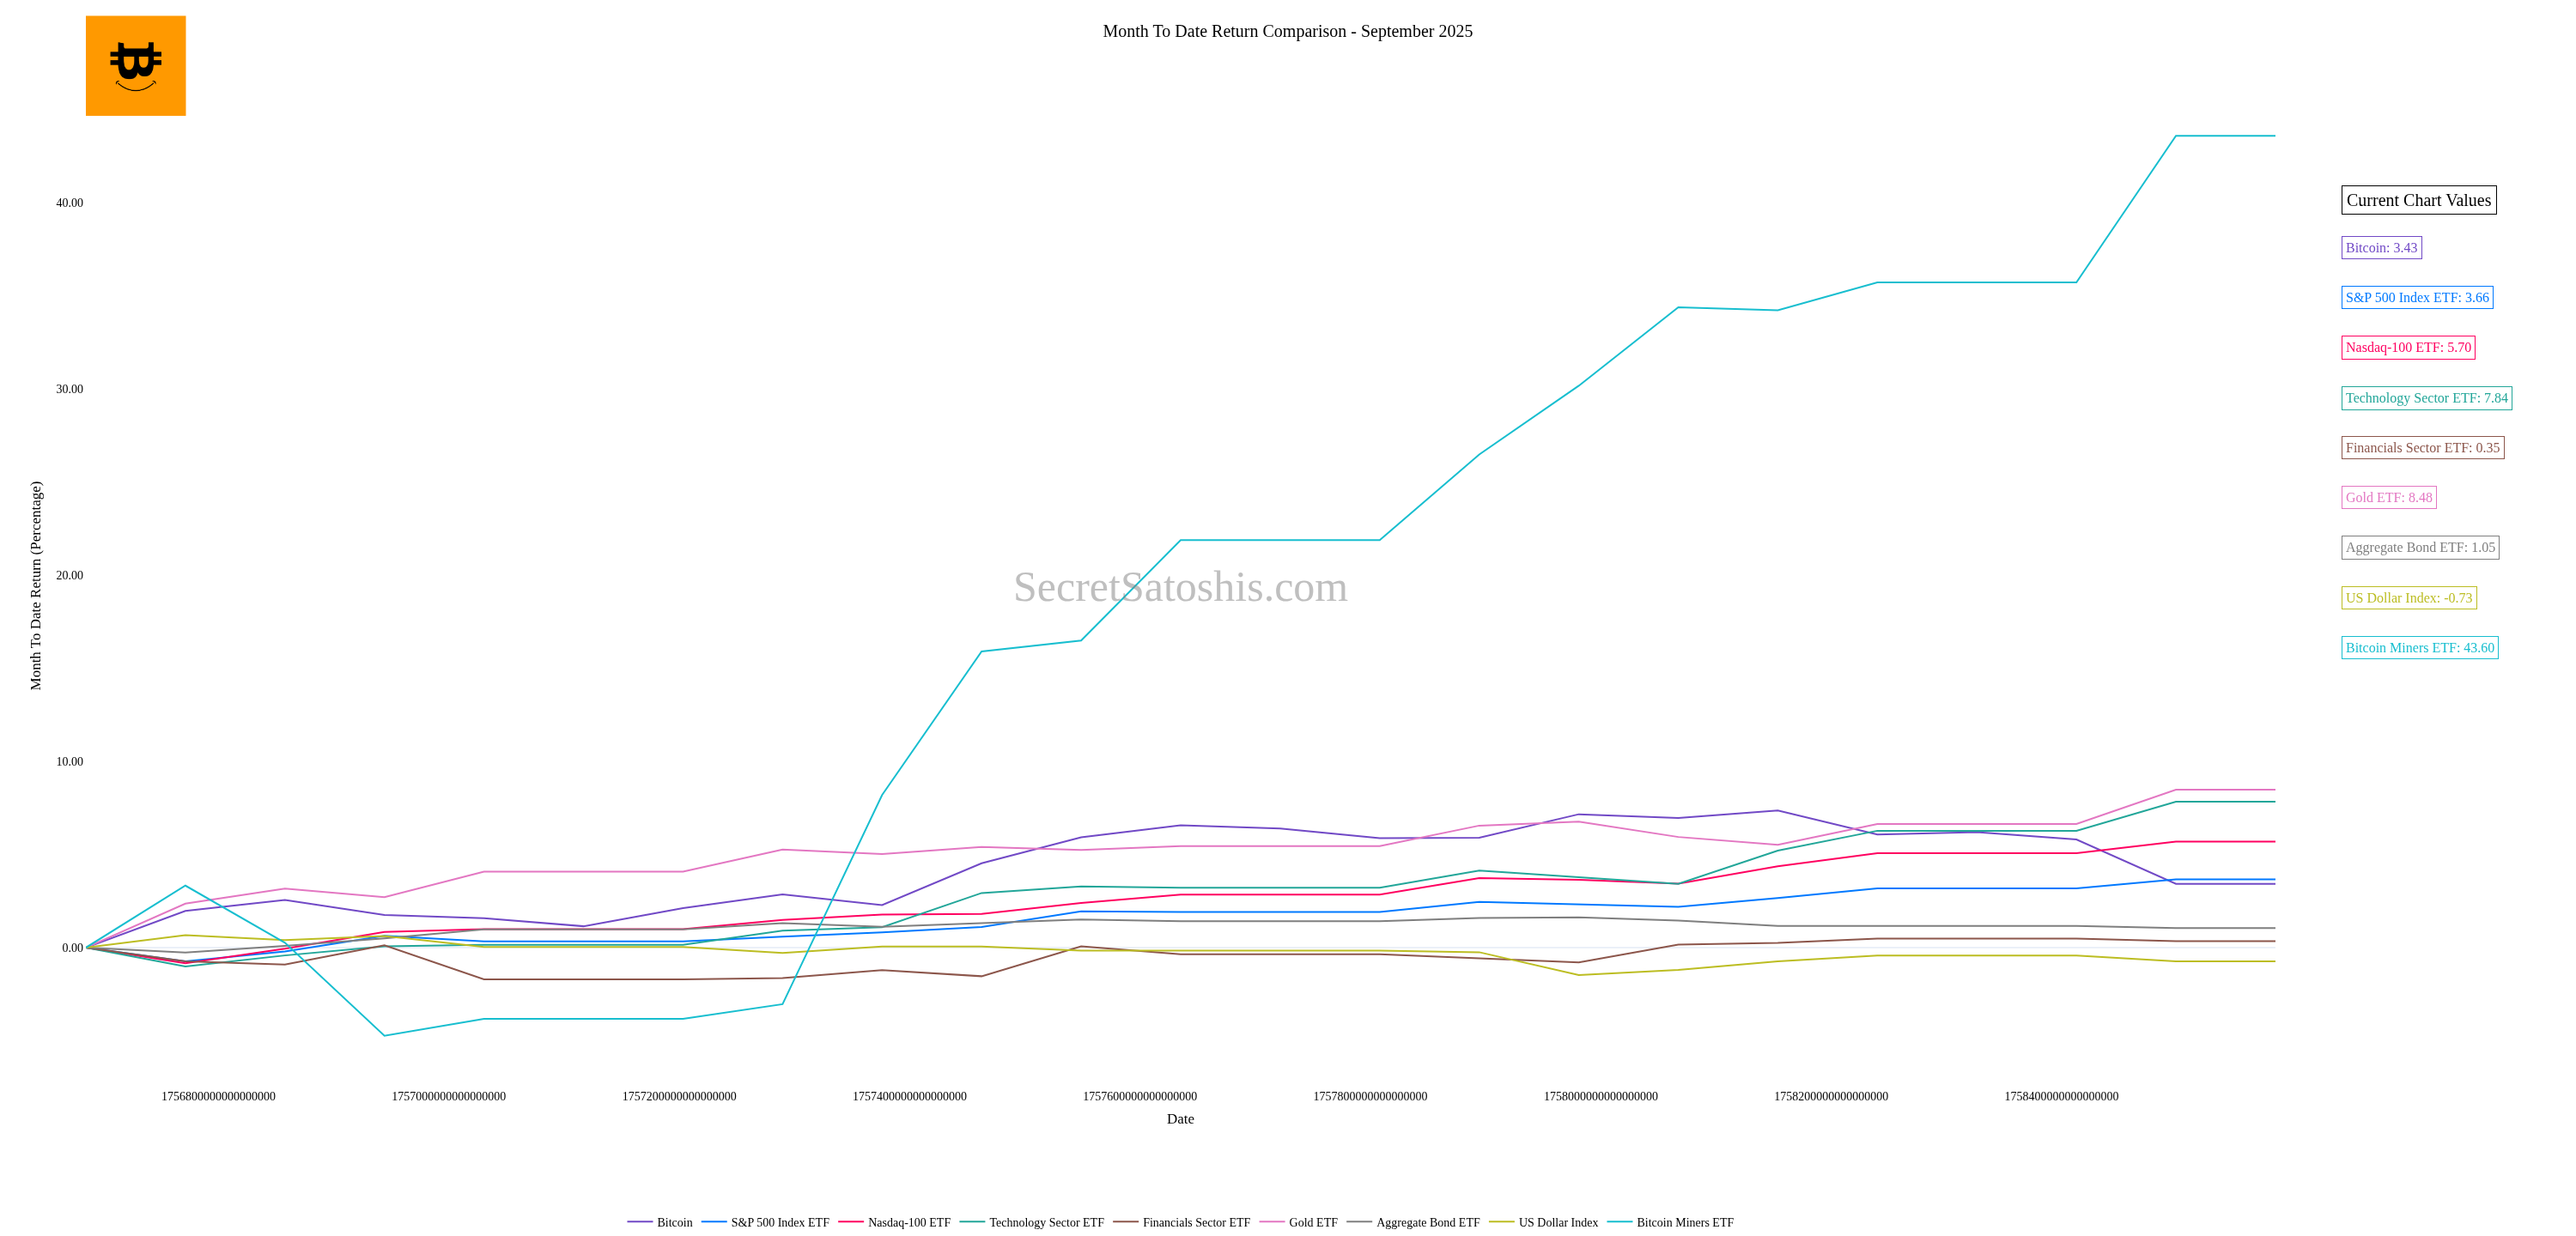 Month To Date Return Comparison - September 2025
40.00
30.00
20.00
10.00
0.00
Month To Date Return (Percentage)
SecretSatoshis.com
Current Chart Values
Bitcoin: 3.43
S&P 500 Index ETF: 3.66
Nasdaq-100 ETF: 5.70
Technology Sector ETF: 7.84
Financials Sector ETF: 0.35
Gold ETF: 8.48
Aggregate Bond ETF: 1.05
US Dollar Index: -0.73
Bitcoin Miners ETF: 43.60
1756800000000000000 1757000000000000000 1757200000000000000 1757400000000000000 1757600000000000000 1757800000000000000 1758000000000000000 1758200000000000000 1758400000000000000
Date
Bitcoin S&P 500 Index ETF Nasdaq-100 ETF Technology Sector ETF Financials Sector ETF Gold ETF Aggregate Bond ETF US Dollar Index Bitcoin Miners ETF